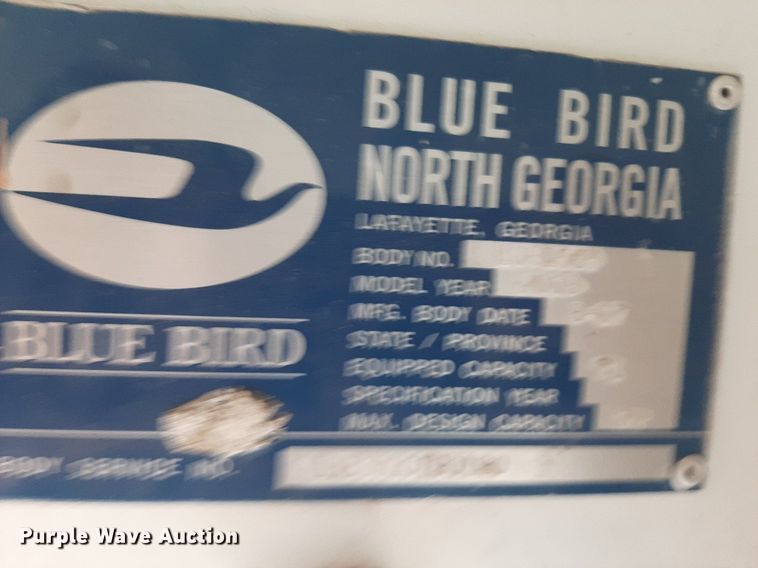 BLUE BIRD
NORTH GEORGIA
LAFAYETTE, GEORGIA
BODY NO.
MODEL YEAR
MFG. BODY DATE
STATE / PROVINCE
EQUIPPED CAPACITY
SPECIFICATION YEAR
MAX. DESIGN CAPACITY
BLUE BIRD
BODY SERVICE NO.
Purple Wave Auction